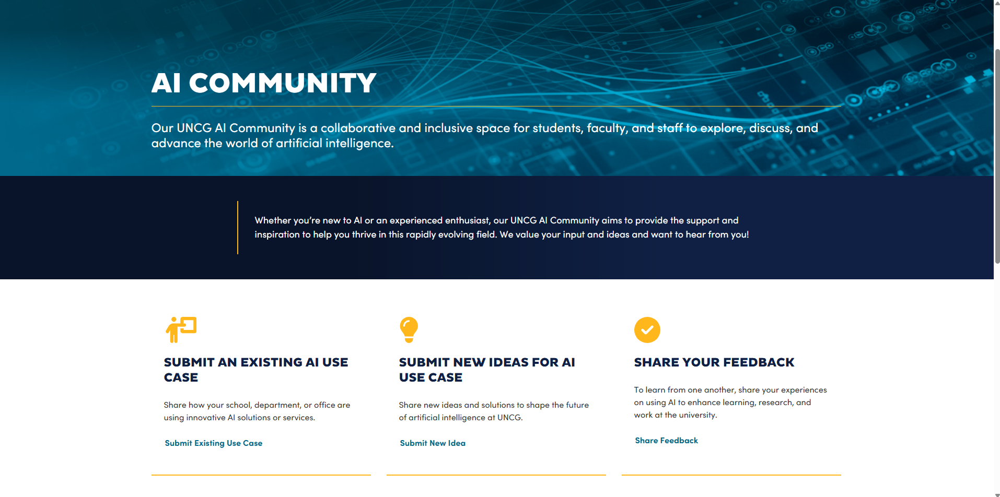 AI COMMUNITY
Our UNCG AI Community is a collaborative and inclusive space for students, faculty, and staff to explore, discuss, and
advance the world of artificial intelligence.
Whether you’re new to AI or an experienced enthusiast, our UNCG AI Community aims to provide the support and
inspiration to help you thrive in this rapidly evolving field. We value your input and ideas and want to hear from you!
SUBMIT AN EXISTING AI USE
CASE
Share how your school, department, or office are
using innovative AI solutions or services.
Submit Existing Use Case
SUBMIT NEW IDEAS FOR AI
USE CASE
Share new ideas and solutions to shape the future
of artificial intelligence at UNCG.
Submit New Idea
SHARE YOUR FEEDBACK
To learn from one another, share your experiences
on using AI to enhance learning, research, and
work at the university.
Share Feedback